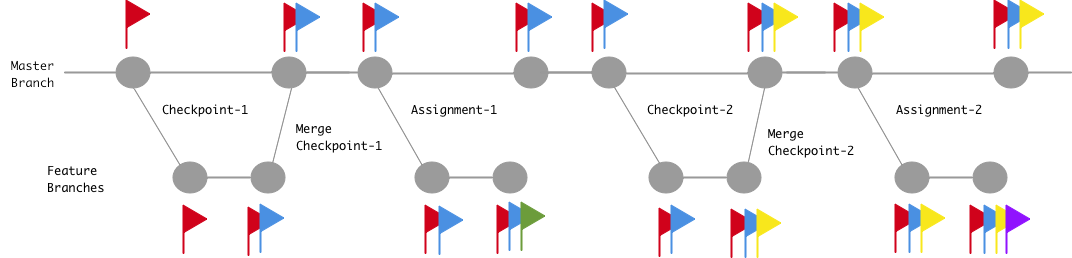 Master
Branch
Checkpoint-1
Merge
Checkpoint-1
Assignment-1
Checkpoint-2
Merge
Checkpoint-2
Assignment-2
Feature
Branches